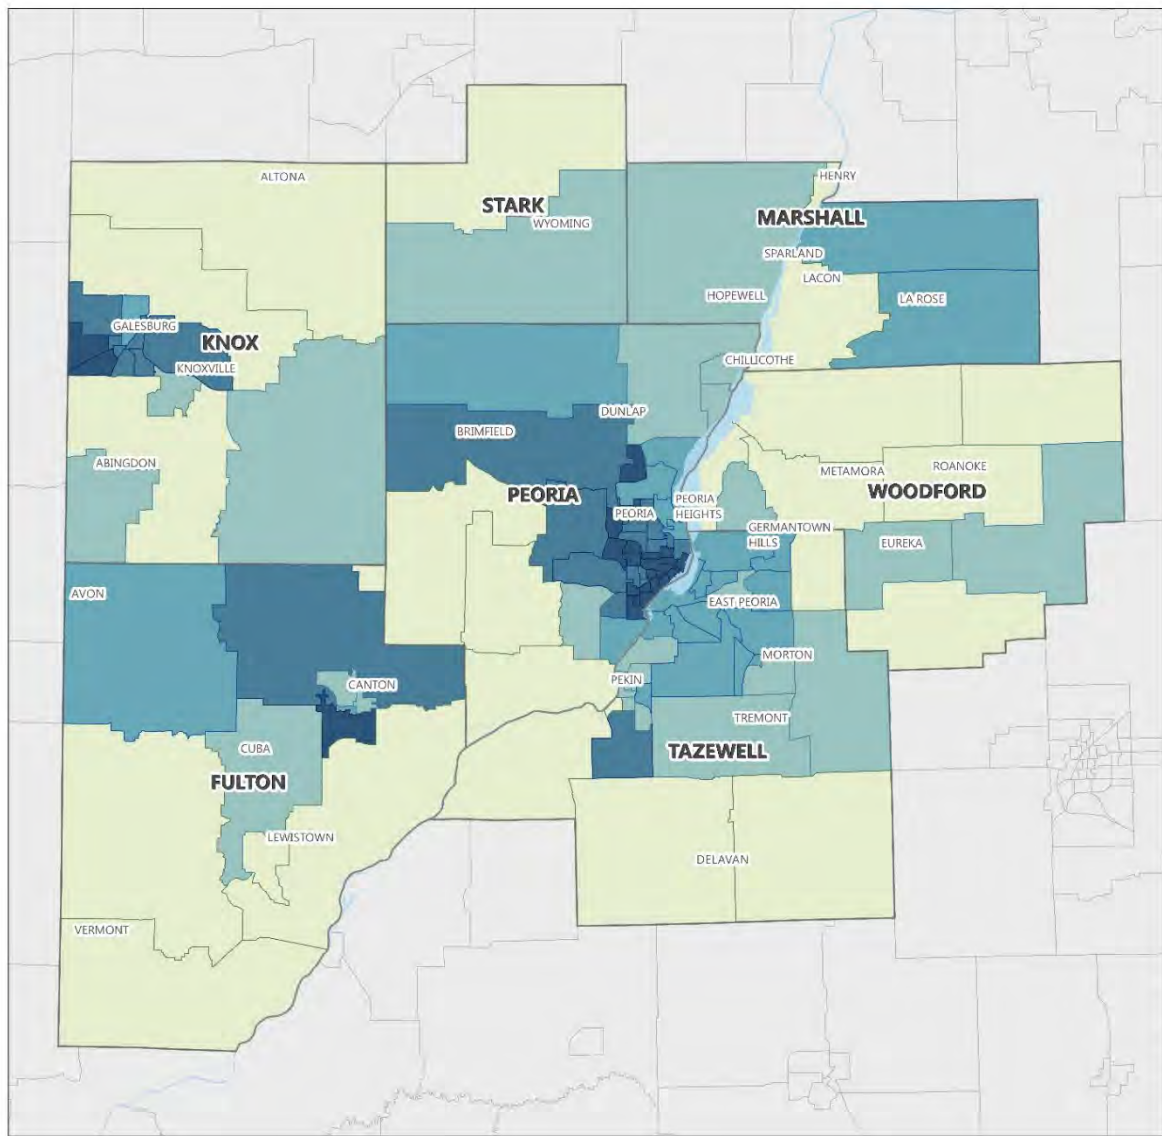 ALTONA
HENRY
STARK
MARSHALL
WYOMING
SPARLAND
LACON
HOPEWELL
LA ROSE
GALESBURG
KNOX
CHILLICOTHE
KNOXVILLE
DUNLAP
BRIMFIELD
ABINGDON
METAMORA
ROANOKE
PEORIA
WOODFORD
PEORIA
HEIGHTS
PEORIA
GERMANTOWN
HILLS
EUREKA
AVON
EAST PEORIA
MORTON
PEKIN
CANTON
TREMONT
CUBA
TAZEWELL
FULTON
LEWISTOWN
DELAVAN
VERMONT